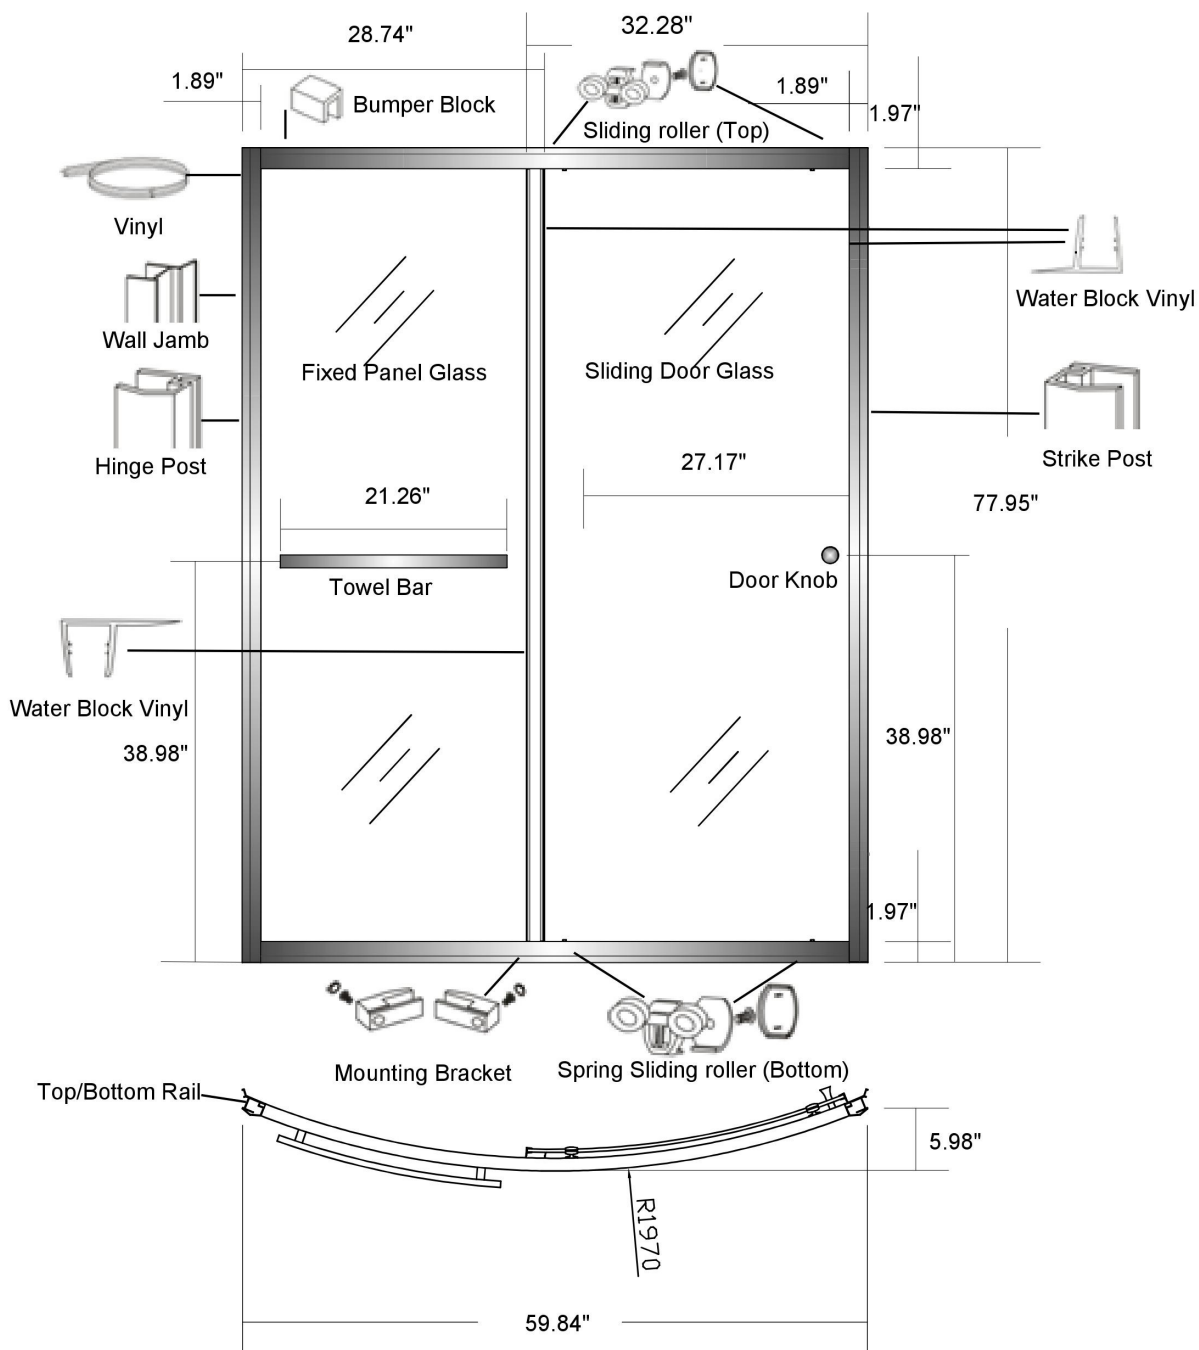 28.74"
32.28"
1.89"
Bumper Block
1.89"
1.97"
Sliding roller (Top)
Vinyl
Water Block Vinyl
Wall Jamb
Fixed Panel Glass
Sliding Door Glass
Hinge Post
Strike Post
27.17"
21.26"
77.95"
Towel Bar
Door Knob
Water Block Vinyl
38.98"
38.98"
1.97"
Mounting Bracket
Spring Sliding roller (Bottom)
Top/Bottom Rail
5.98"
R1970
59.84"